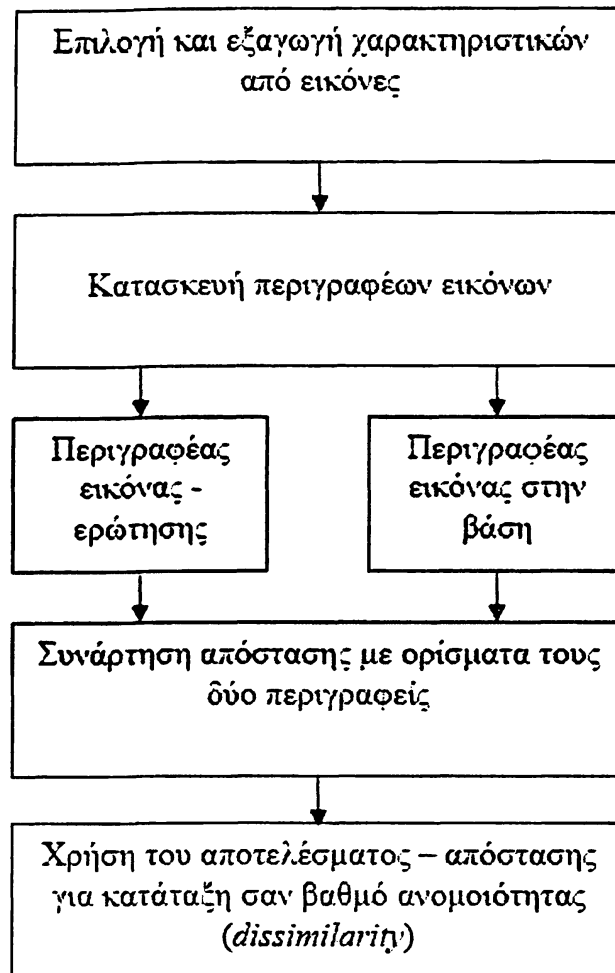 Επιλογή και εξαγωγή χαρακτηριστικών
από εικόνες
Κατασκευή περιγραφέων εικόνων
Περιγραφέας
εικόνας -
ερώτησης
Περιγραφέας
εικόνας στην
βάση
Συνάρτηση απόστασης με ορίσματα τους
δύο περιγραφείς
Χρήση του αποτελέσματος – απόστασης
για κατάταξη σαν βαθμό ανομοιότητας
(dissimilarity)